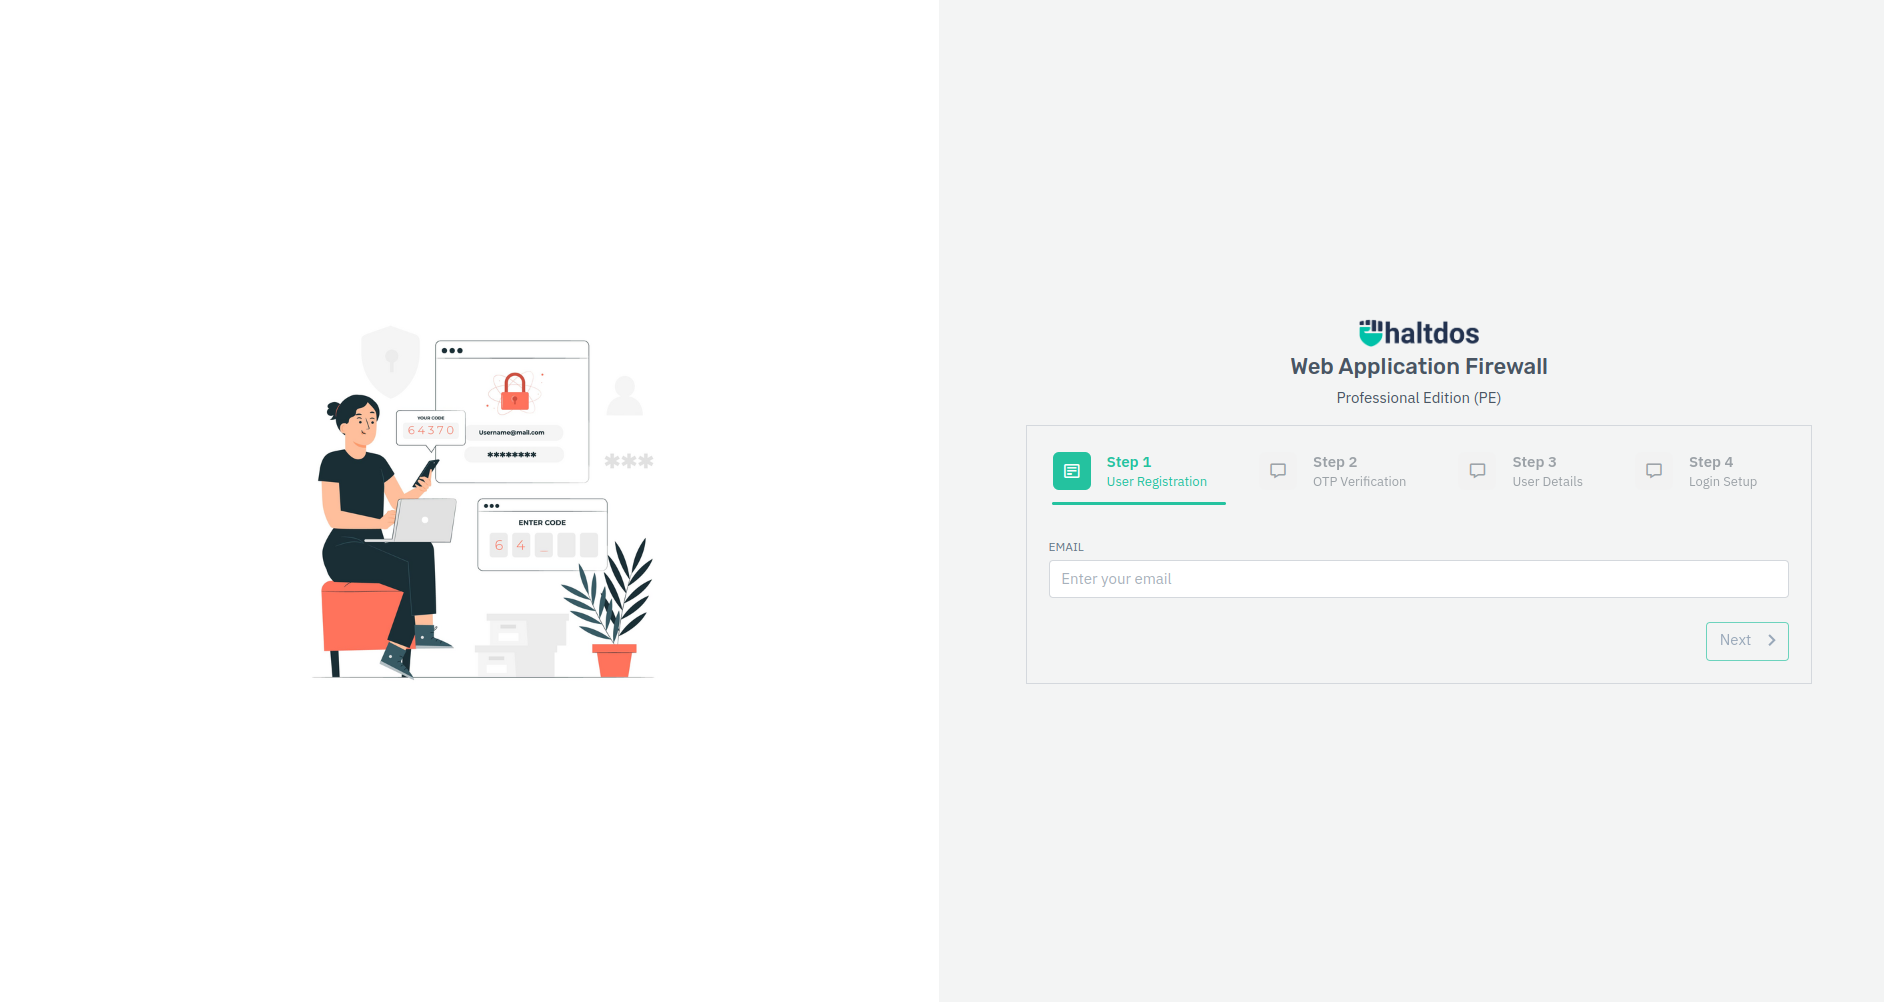 YOUR CODE
64370
Username@mail.com
********
***
ENTER CODE
6 4 _
haltdos
Web Application Firewall
Professional Edition (PE)
Step 1
User Registration
Step 2
OTP Verification
Step 3
User Details
Step 4
Login Setup
EMAIL
Enter your email
Next